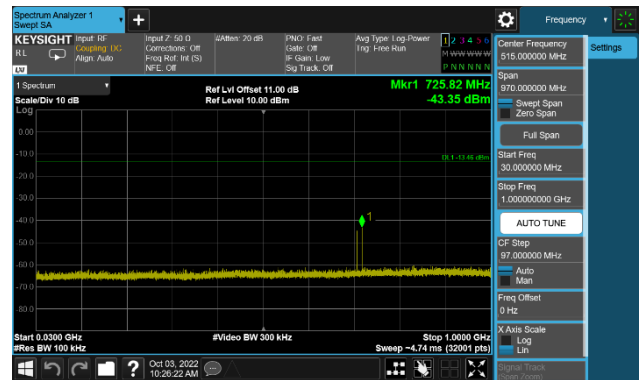 Spectrum Analyzer 1
Swept SA
Frequency
KEYSIGHT
RL
LXI
Input: RF
Coupling: DC
Align: Auto
Input Z: 50 Ω
Corrections: Off
Freq Ref: Int (S)
NFE: Off
#Atten: 20 dB
PNO: Fast
Gate: Off
IF Gain: Low
Sig Track: Off
Avg Type: Log-Power
Trig: Free Run
1 2 3 4 5 6
M W W W W W
P N N N N N
1 Spectrum
Scale/Div 10 dB
Log
Ref Lvl Offset 11.00 dB
Ref Level 10.00 dBm
Mkr1 725.82 MHz
-43.35 dBm
0.00
-10.0
-20.0
-30.0
-40.0
-50.0
-60.0
-70.0
-80.0
DL1 -13.46 dBm
1
Start 0.0300 GHz
#Res BW 100 kHz
#Video BW 300 kHz
Stop 1.0000 GHz
Sweep ~4.74 ms (32001 pts)
Center Frequency
515.000000 MHz
Settings
Span
970.000000 MHz
Swept Span
Zero Span
Full Span
Start Freq
30.000000 MHz
Stop Freq
1.000000000 GHz
AUTO TUNE
CF Step
97.000000 MHz
Auto
Man
Freq Offset
0 Hz
X Axis Scale
Log
Lin
Signal Track
(Span Zoom)
?
Oct 03, 2022
10:26:22 AM